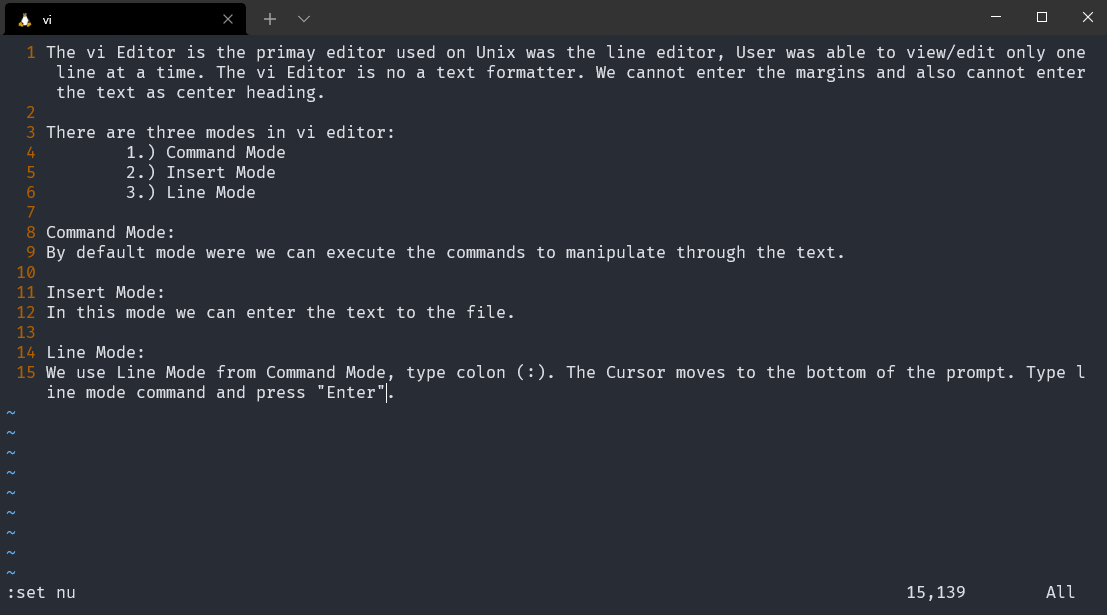 vi
1 The vi Editor is the primay editor used on Unix was the line editor, User was able to view/edit only one
line at a time. The vi Editor is no a text formatter. We cannot enter the margins and also cannot enter
the text as center heading.
2
3 There are three modes in vi editor:
4 1.) Command Mode
5 2.) Insert Mode
6 3.) Line Mode
7
8 Command Mode:
9 By default mode were we can execute the commands to manipulate through the text.
10
11 Insert Mode:
12 In this mode we can enter the text to the file.
13
14 Line Mode:
15 We use Line Mode from Command Mode, type colon (:). The Cursor moves to the bottom of the prompt. Type l
ine mode command and press "Enter".
~
~
~
~
~
~
~
~
~
:set nu 15,139 All